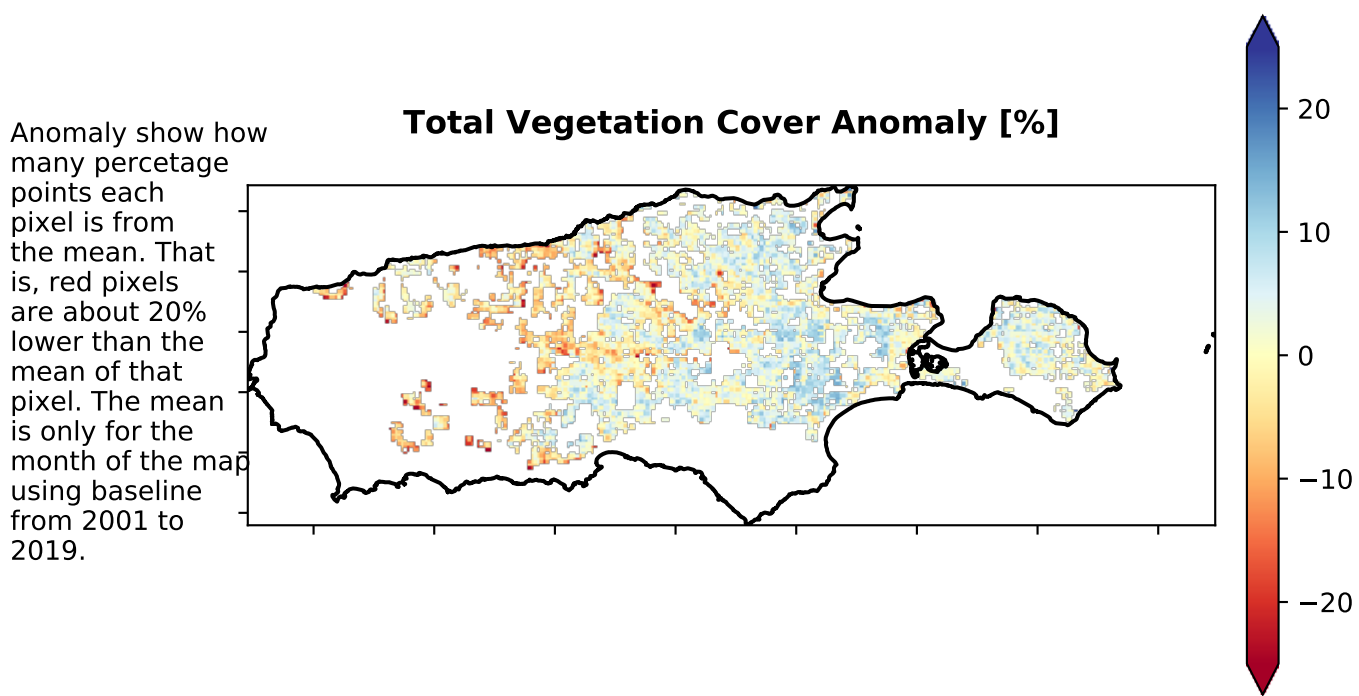 Total Vegetation Cover Anomaly [%]
Anomaly show how
many percetage
points each
pixel is from
the mean. That
is, red pixels
are about 20%
lower than the
mean of that
pixel. The mean
is only for the
month of the map
using baseline
from 2001 to
2019.
20
10
0
−10
−20